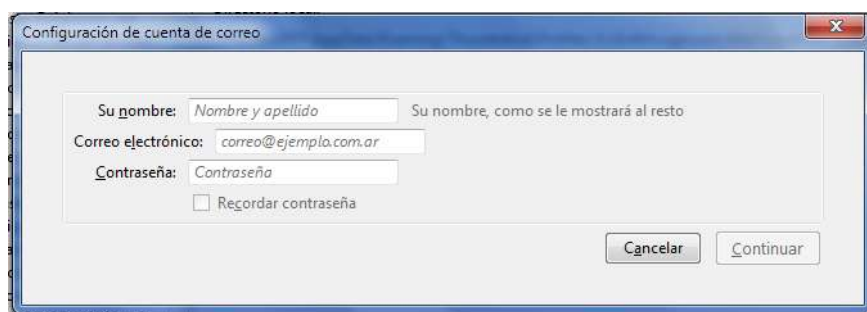 Configuración de cuenta de correo
Su nombre: Nombre y apellido Su nombre, como se le mostrará al resto
Correo electrónico: correo@ejemplo.com.ar
Contraseña: Contraseña
Recordar contraseña
Cancelar Continuar